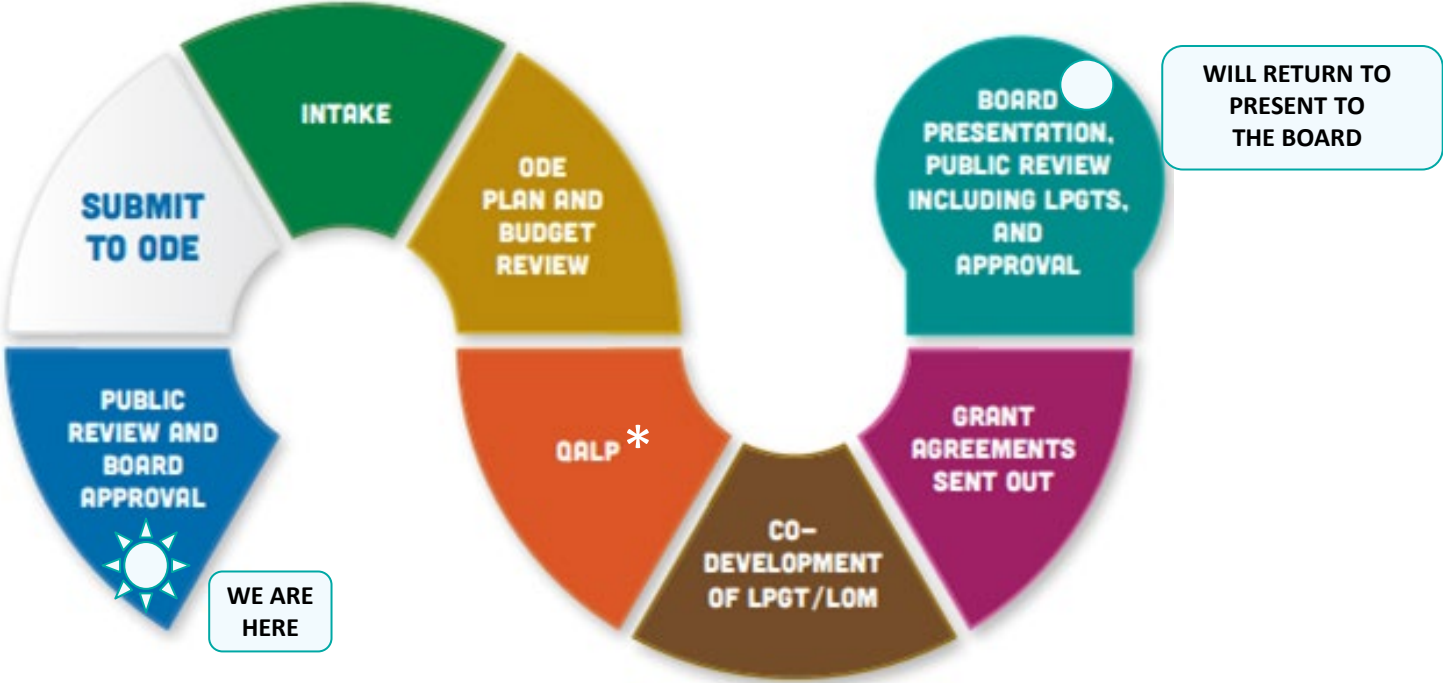 PUBLIC
REVIEW AND
BOARD
APPROVAL
WE ARE
HERE
SUBMIT
TO ODE
INTAKE
ODE
PLAN AND
BUDGET
REVIEW
QALP *
CO-
DEVELOPMENT
OF LPGT/LOM
GRANT
AGREEMENTS
SENT OUT
BOARD
PRESENTATION,
PUBLIC REVIEW
INCLUDING LPGTS,
AND
APPROVAL
WILL RETURN TO
PRESENT TO
THE BOARD